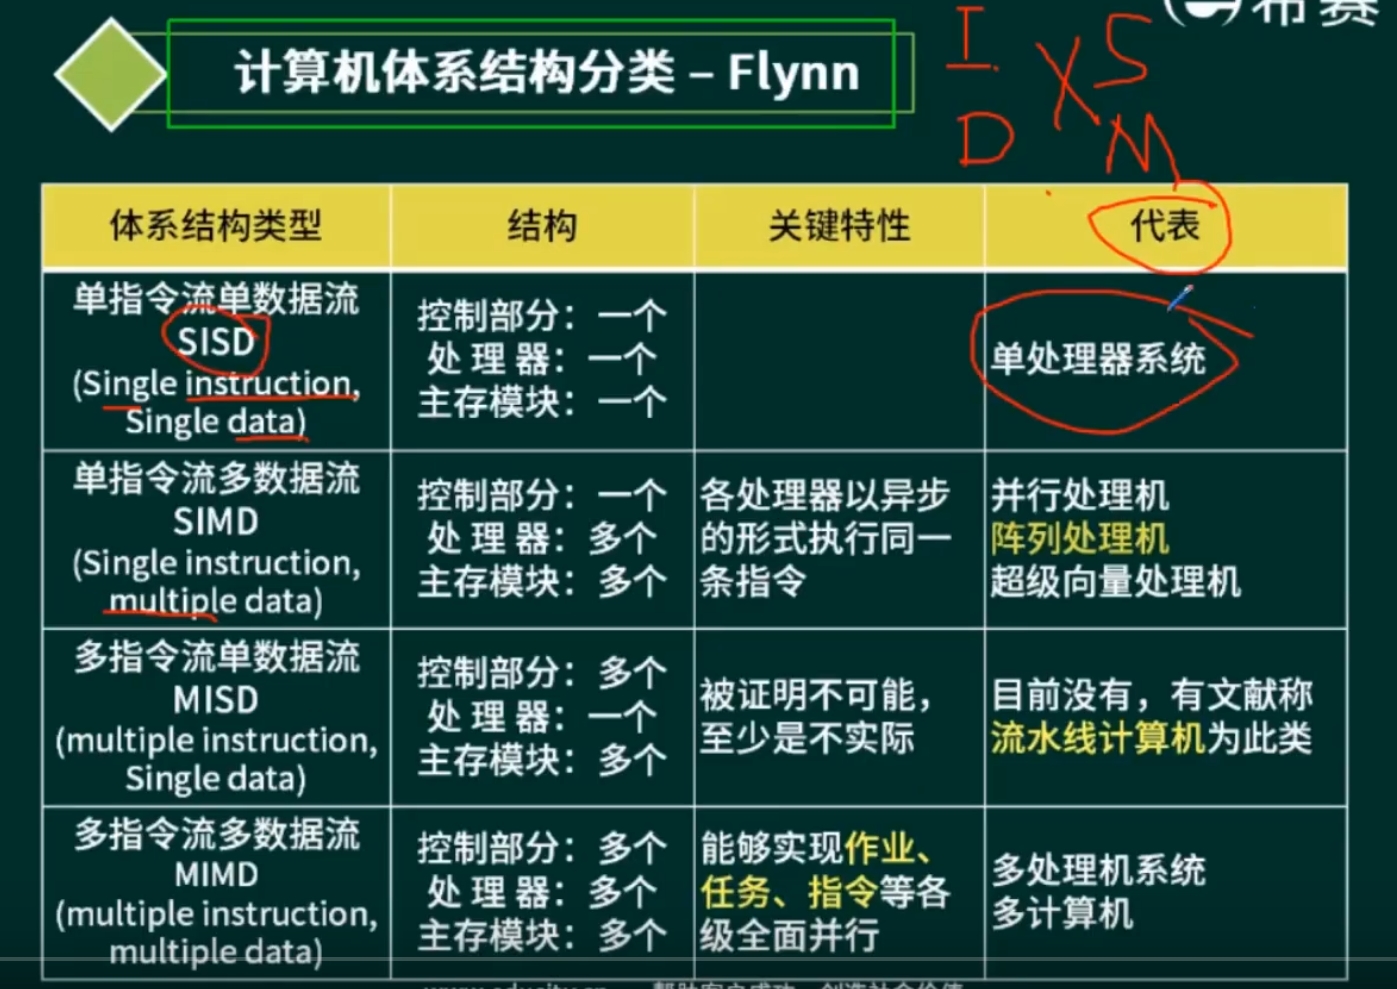 计算机体系结构分类 – Flynn
I
D
X
S
M
体系结构类型
结构
关键特性
代表
单指令流单数据流
SISD
(Single instruction,
Single data)
控制部分：一个
处 理 器：一个
主存模块：一个
单处理器系统
单指令流多数据流
SIMD
(Single instruction,
multiple data)
控制部分：一个
处 理 器：多个
主存模块：多个
各处理器以异步
的形式执行同一
条指令
并行处理机
阵列处理机
超级向量处理机
多指令流单数据流
MISD
(multiple instruction,
Single data)
控制部分：多个
处 理 器：一个
主存模块：多个
被证明不可能，
至少是不实际
目前没有，有文献称
流水线计算机为此类
多指令流多数据流
MIMD
(multiple instruction,
multiple data)
控制部分：多个
处 理 器：多个
主存模块：多个
能够实现作业、
任务、指令等各
级全面并行
多处理机系统
多计算机